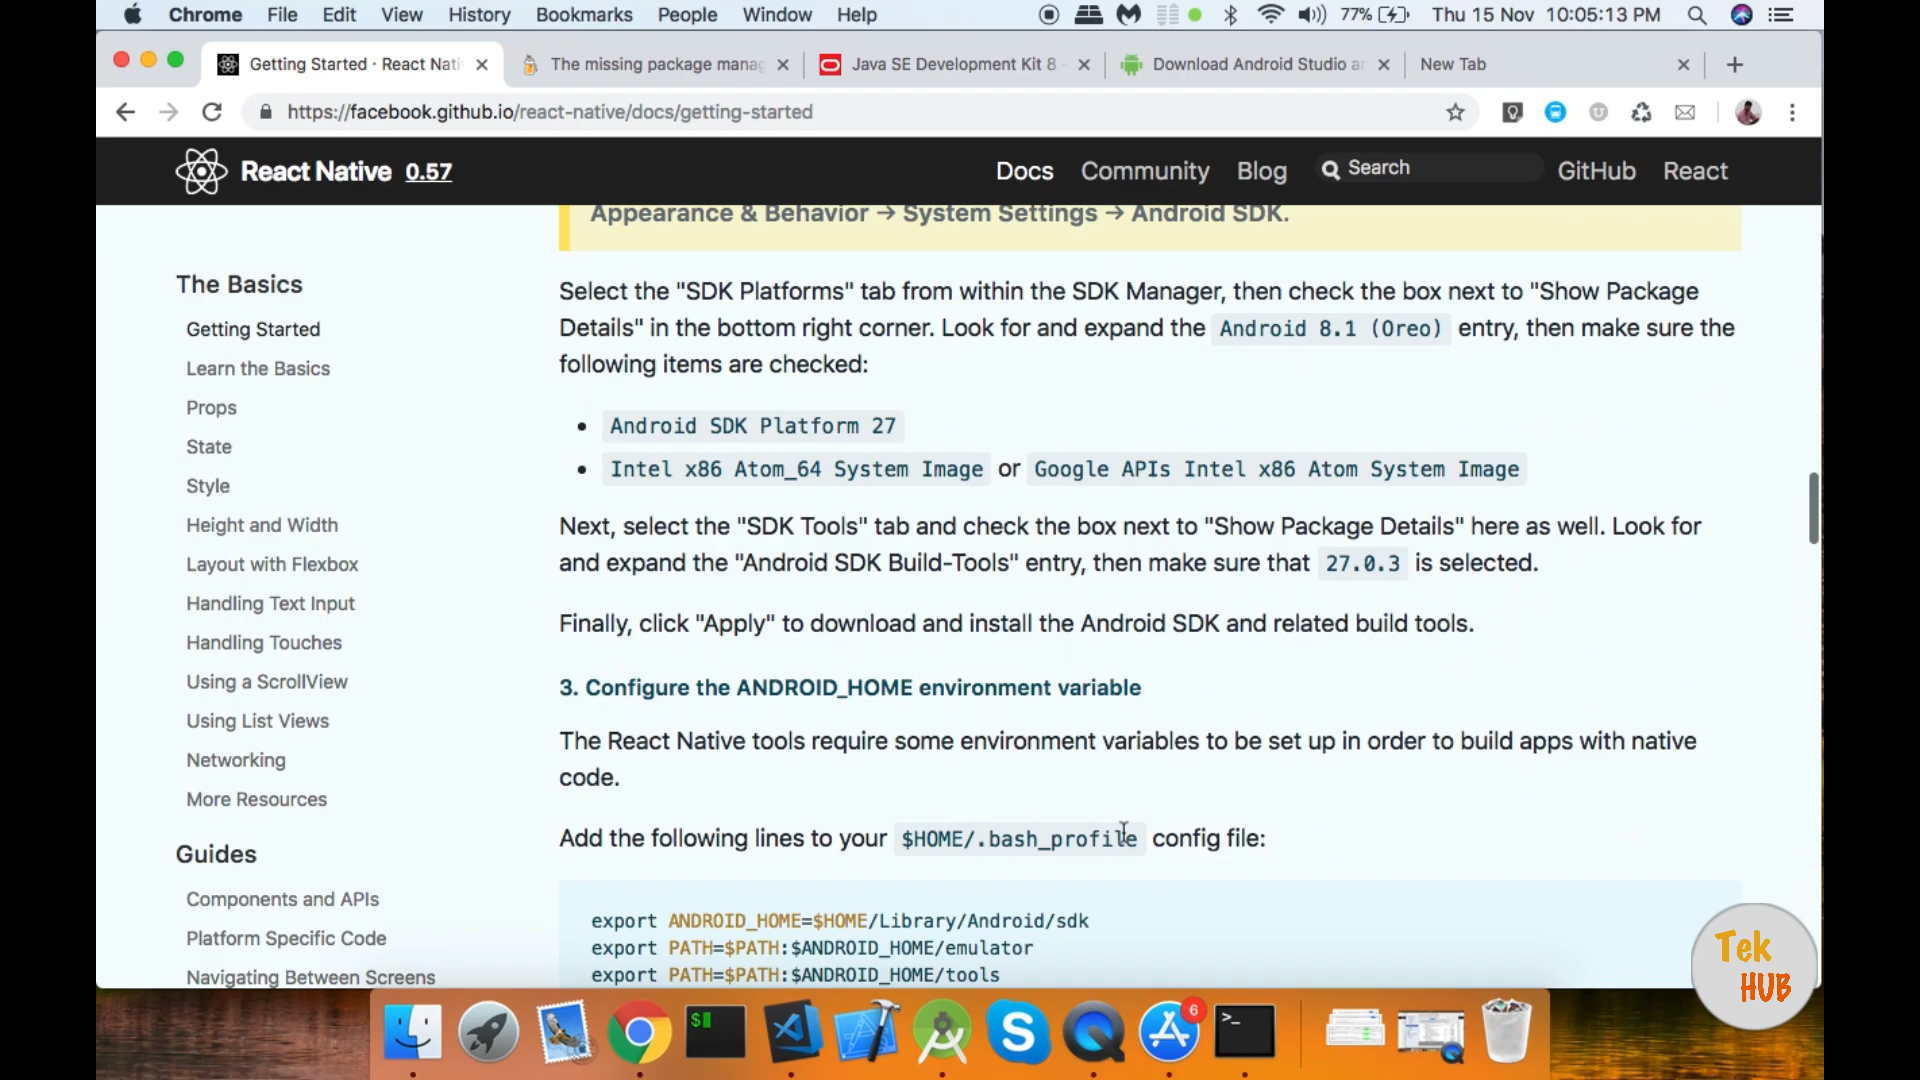 Chrome File Edit View History Bookmarks People Window Help 77% Thu 15 Nov 10:05:13 PM
Getting Started · React Nati The missing package manag Java SE Development Kit 8 - Download Android Studio an New Tab
https://facebook.github.io/react-native/docs/getting-started
React Native 0.57 Docs Community Blog Search GitHub React
Appearance & Behavior → System Settings → Android SDK.
The Basics
Getting Started
Learn the Basics
Props
State
Style
Height and Width
Layout with Flexbox
Handling Text Input
Handling Touches
Using a ScrollView
Using List Views
Networking
More Resources
Guides
Components and APIs
Platform Specific Code
Navigating Between Screens
Select the "SDK Platforms" tab from within the SDK Manager, then check the box next to "Show Package
Details" in the bottom right corner. Look for and expand the Android 8.1 (Oreo) entry, then make sure the
following items are checked:
• Android SDK Platform 27
• Intel x86 Atom_64 System Image or Google APIs Intel x86 Atom System Image
Next, select the "SDK Tools" tab and check the box next to "Show Package Details" here as well. Look for
and expand the "Android SDK Build-Tools" entry, then make sure that 27.0.3 is selected.
Finally, click "Apply" to download and install the Android SDK and related build tools.
3. Configure the ANDROID_HOME environment variable
The React Native tools require some environment variables to be set up in order to build apps with native
code.
Add the following lines to your $HOME/.bash_profile config file:
export ANDROID_HOME=$HOME/Library/Android/sdk
export PATH=$PATH:$ANDROID_HOME/emulator
export PATH=$PATH:$ANDROID_HOME/tools
Tek
HUB
$
S
6
>_